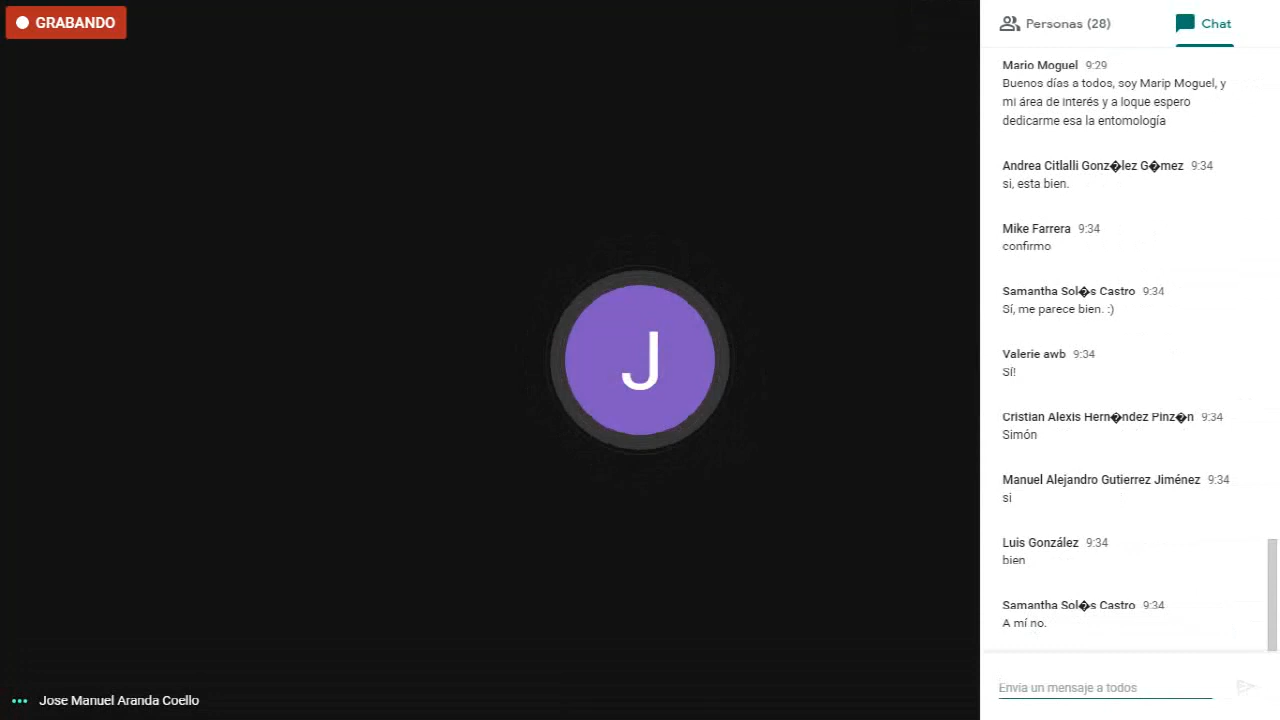 GRABANDO
Personas (28)
Chat
Mario Moguel 9:29
Buenos días a todos, soy Marip Moguel, y
mi área de interés y a loque espero
dedicarme esa la entomología
Andrea Citlalli Gonz�lez G�mez 9:34
si, esta bien.
Mike Farrera 9:34
confirmo
Samantha Sol�s Castro 9:34
Sí, me parece bien. :)
Valerie awb 9:34
Sí!
Cristian Alexis Hern�ndez Pinz�n 9:34
Simón
Manuel Alejandro Gutierrez Jiménez 9:34
si
Luis González 9:34
bien
Samantha Sol�s Castro 9:34
A mí no.
J
Jose Manuel Aranda Coello
Envía un mensaje a todos